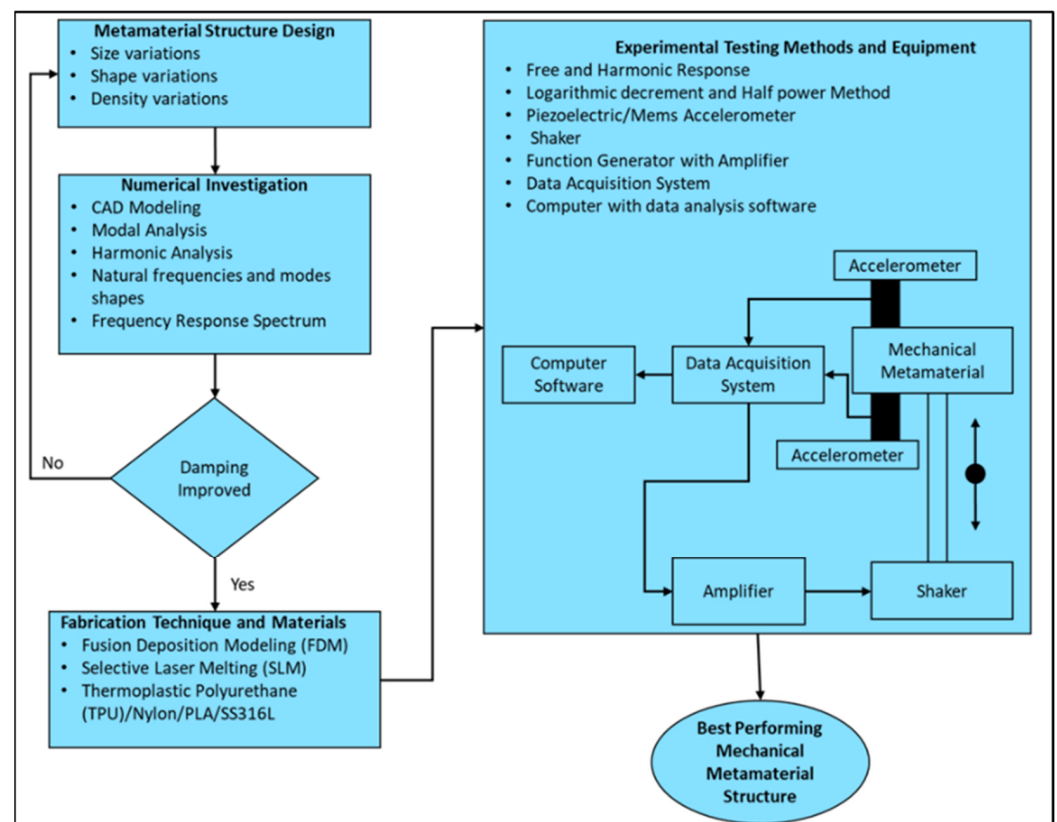 Metamaterial Structure Design
• Size variations
• Shape variations
• Density variations
Numerical Investigation
• CAD Modeling
• Modal Analysis
• Harmonic Analysis
• Natural frequencies and modes
shapes
• Frequency Response Spectrum
Damping
Improved
No
Yes
Fabrication Technique and Materials
• Fusion Deposition Modeling (FDM)
• Selective Laser Melting (SLM)
• Thermoplastic Polyurethane
(TPU)/Nylon/PLA/SS316L
Experimental Testing Methods and Equipment
• Free and Harmonic Response
• Logarithmic decrement and Half power Method
• Piezoelectric/Mems Accelerometer
• Shaker
• Function Generator with Amplifier
• Data Acquisition System
• Computer with data analysis software
Accelerometer
Mechanical
Metamaterial
Data Acquisition
System
Computer
Software
Accelerometer
Amplifier
Shaker
Best Performing
Mechanical
Metamaterial
Structure